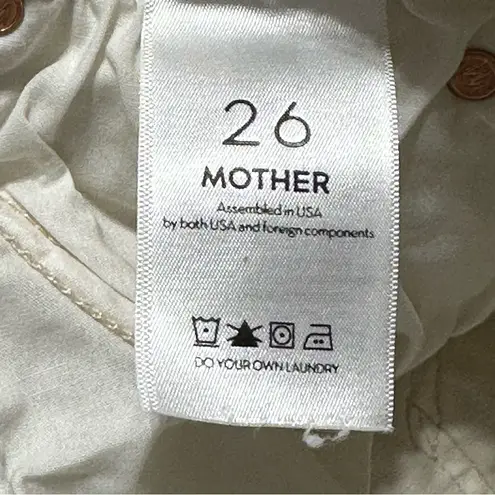 26
MOTHER
Assembled in USA
by both USA and foreign components
DO YOUR OWN LAUNDRY